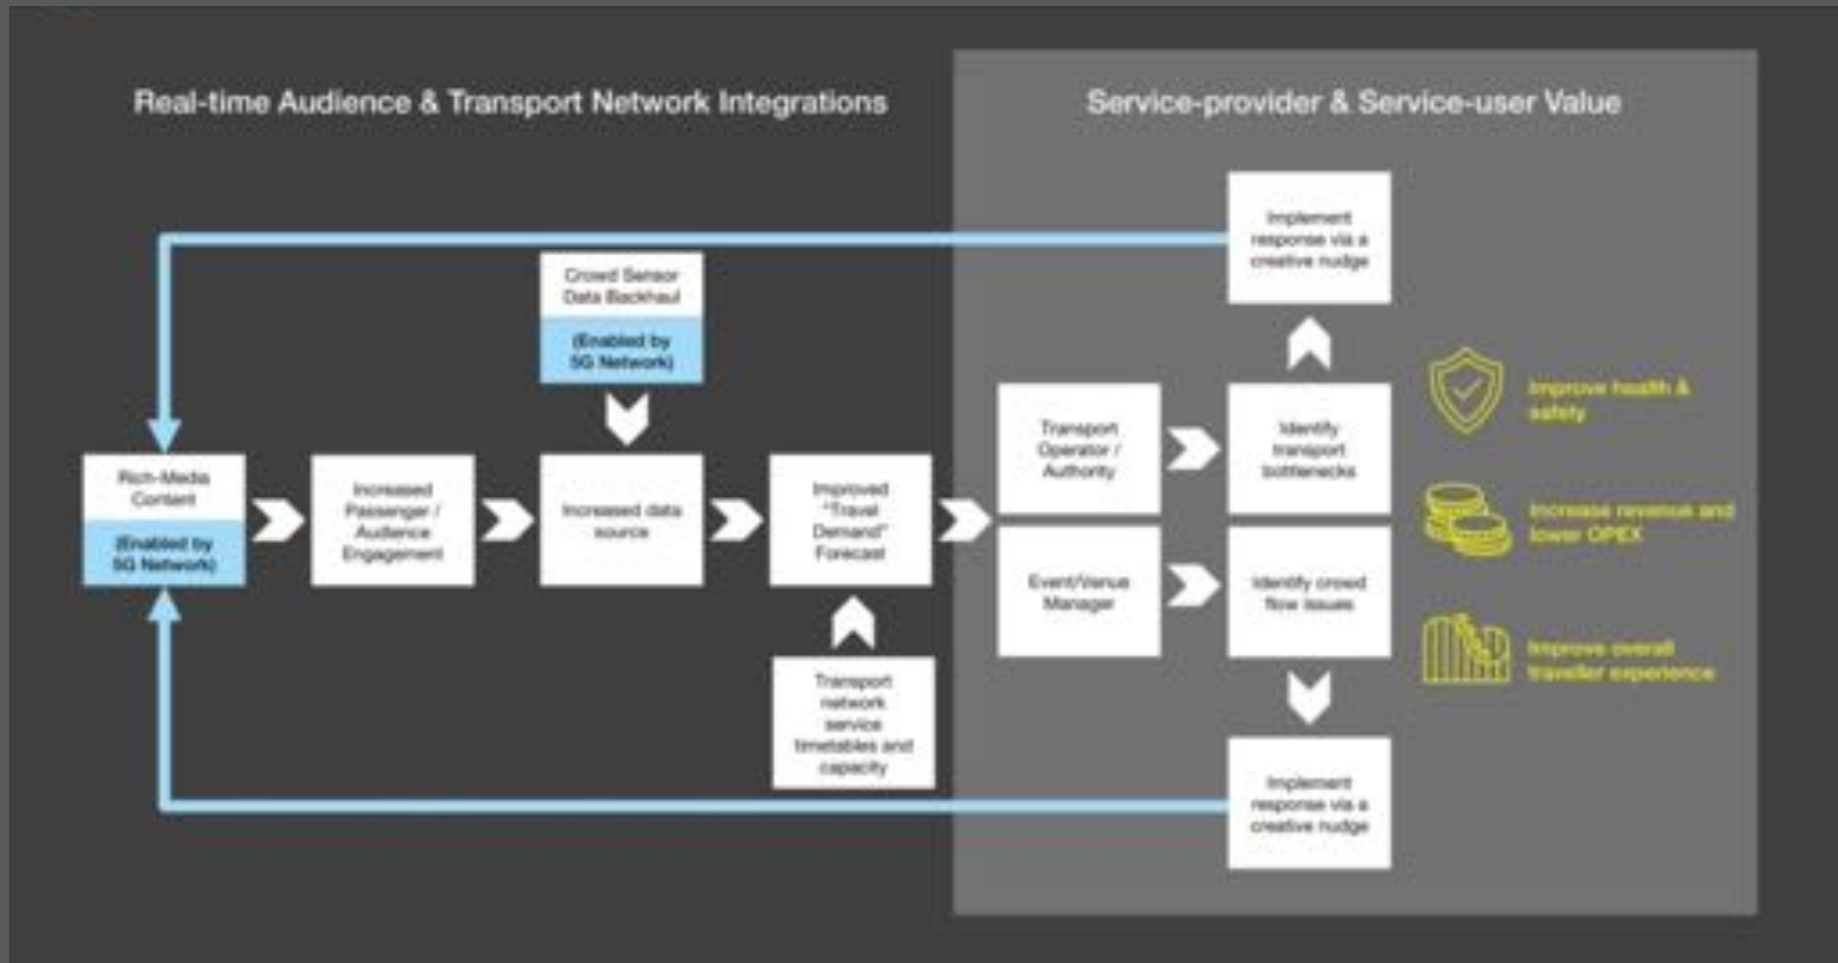 Real-time Audience & Transport Network Integrations
Service-provider & Service-user Value
Implement
response via a
creative nudge
Crowd Sensor
Data Backhaul
(Enabled by
5G Network)
Rich-Media
Content
(Enabled by
5G Network)
Increased
Passenger /
Audience
Engagement
Increased data
source
Improved
"Travel
Demand"
Forecast
Transport
network
service
timetables and
capacity
Transport
Operator /
Authority
Identify
transport
bottlenecks
Event/Venue
Manager
Identify crowd
flow issues
Implement
response via a
creative nudge
Improve health &
safety
Increase revenue and
lower OPEX
Improve overall
traveller experience